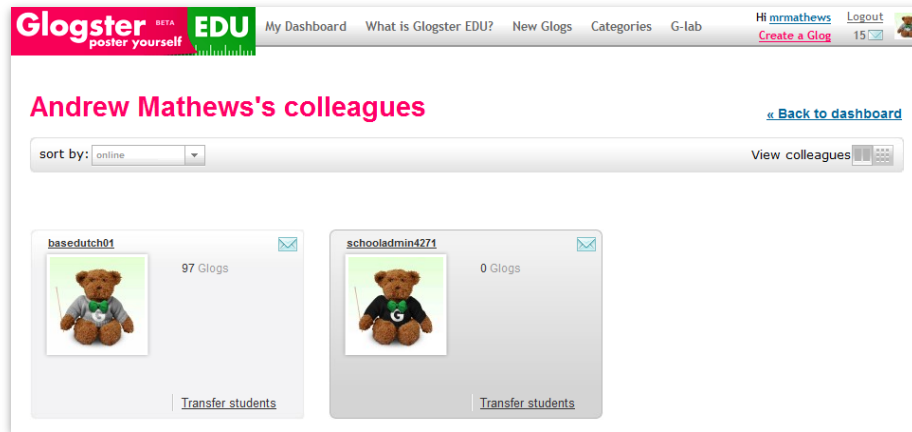 Glogster BETA EDU
poster yourself
My Dashboard What is Glogster EDU? New Glogs Categories G-lab
Hi mrmathews Logout
Create a Glog 15
Andrew Mathews's colleagues
« Back to dashboard
sort by: online
View colleagues
basedutch01
97 Glogs
G
Transfer students
schooladmin4271
0 Glogs
G
Transfer students